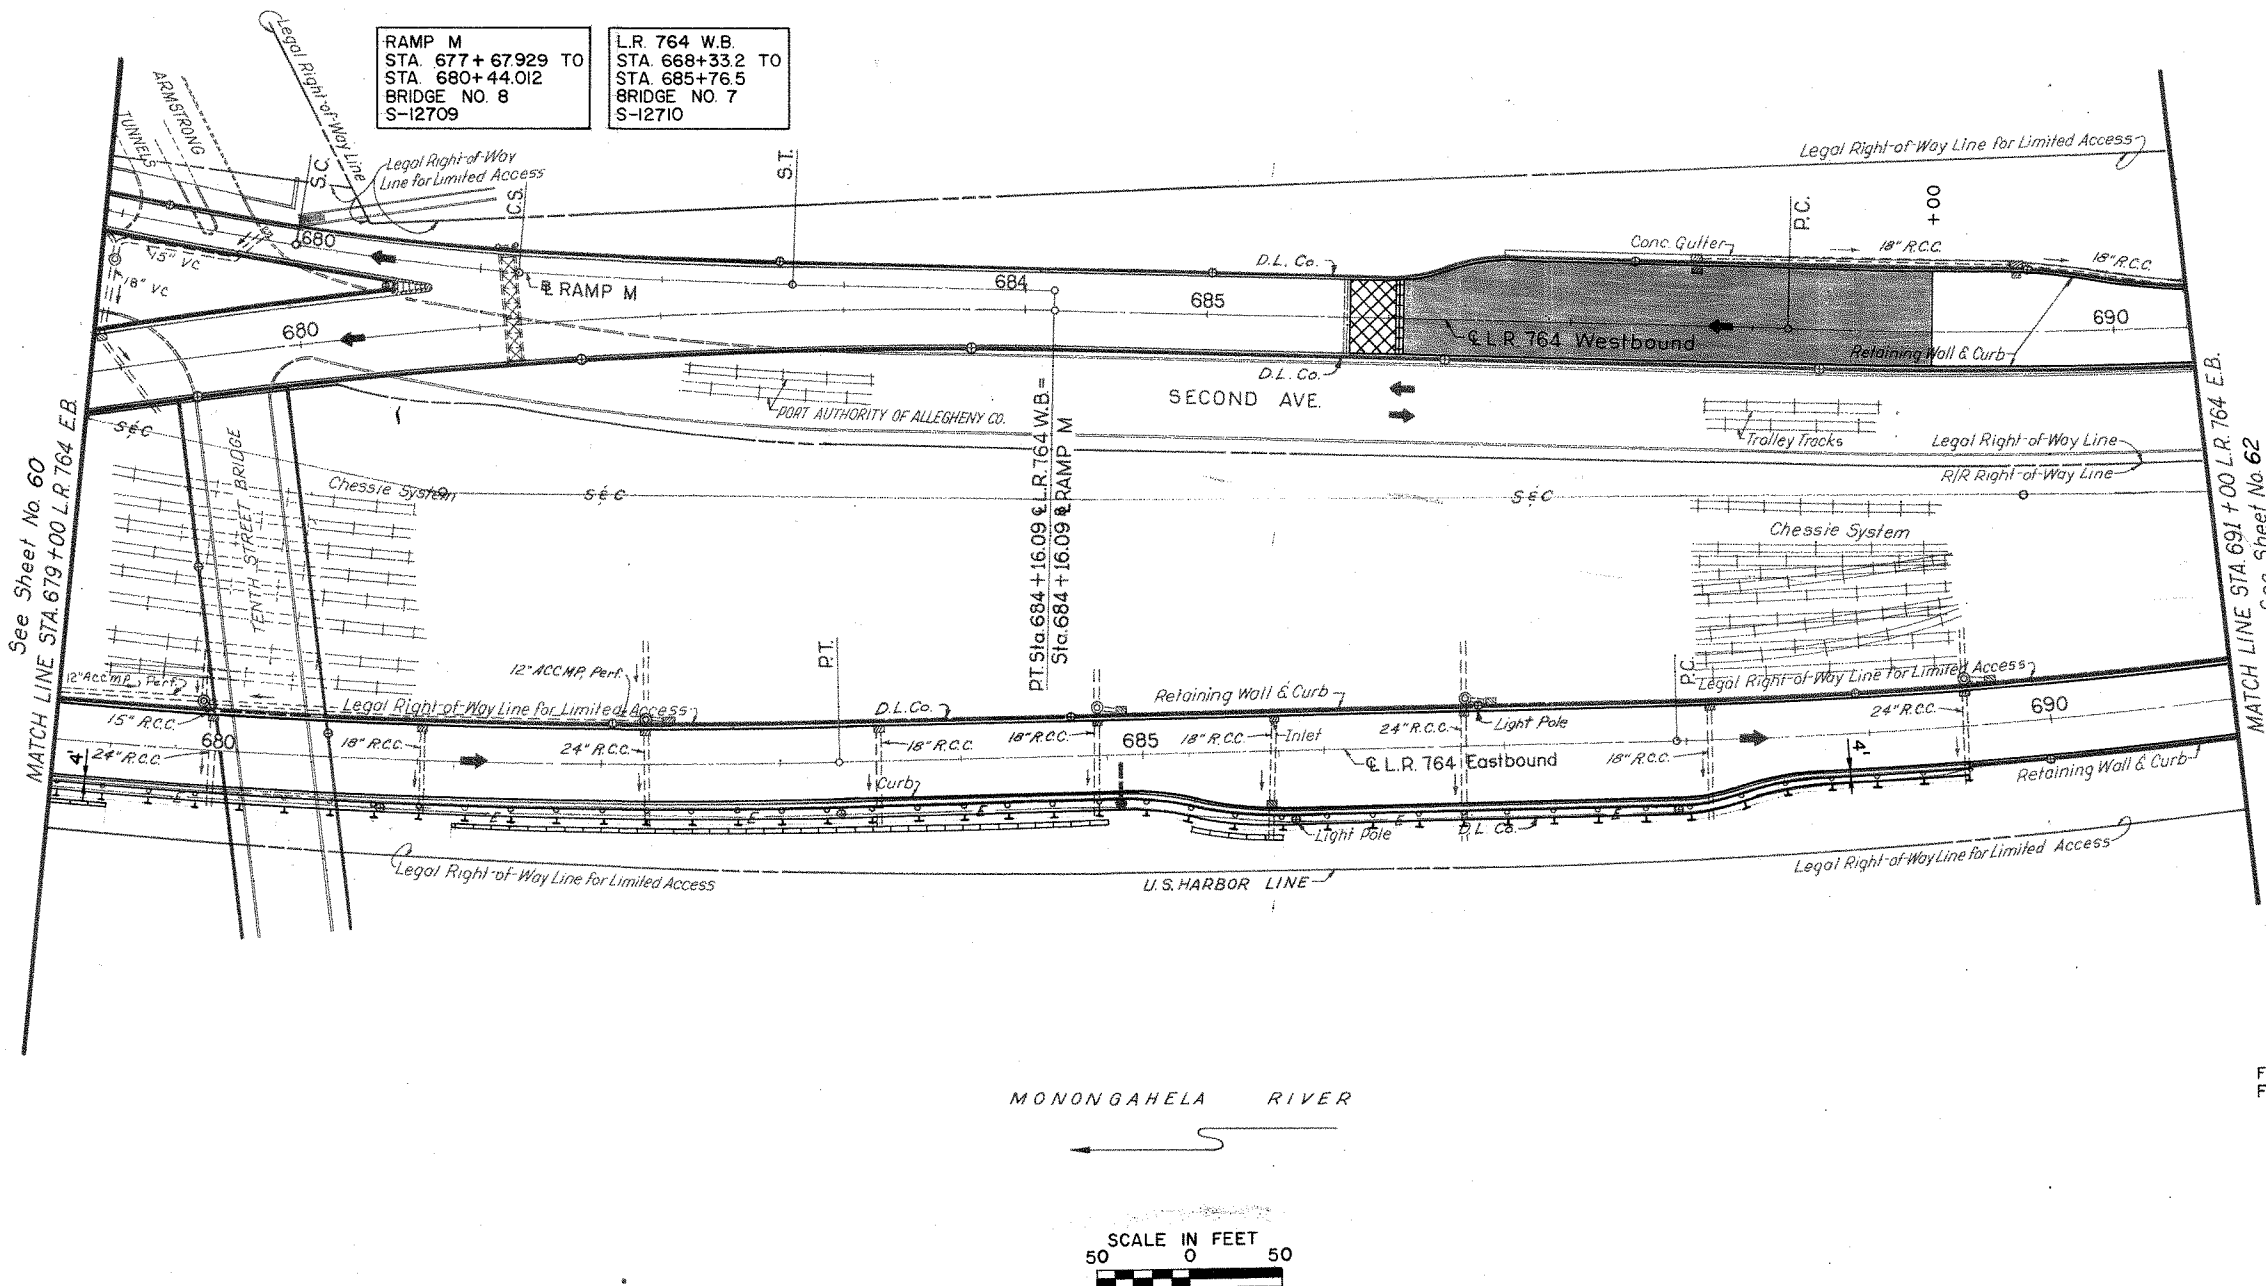 RAMP M
STA. 677+67.929 TO
STA. 680+44.012
BRIDGE NO. 8
S-12709
L.R. 764 W.B.
STA. 668+33.2 TO
STA. 685+76.5
BRIDGE NO. 7
S-12710
Legal Right-of-Way Line
ARMSTRONG
TUNNELS
S.C.
Legal Right-of-Way
Line for Limited Access
C.S.
S.T.
Legal Right-of-Way Line for Limited Access
P.C.
+00
680
15" VC
18" VC
℄ RAMP M
684
685
D.L. Co.
Conc. Gutter
18" R.C.C.
18" R.C.C.
680
℄ L.R. 764 Westbound
690
Retaining Wall & Curb
D.L. Co.
SECOND AVE.
PORT AUTHORITY OF ALLEGHENY CO.
Trolley Tracks
Legal Right-of-Way Line
R/R Right-of-Way Line
S&C
Chessie System
S&C
S&C
Chessie System
TENTH STREET BRIDGE
P.T. Sta. 684+16.09 ℄ L.R. 764 W.B. =
Sta. 684+16.09 ℄ RAMP M
See Sheet No. 60
MATCH LINE STA. 679+00 L.R. 764 E.B.
MATCH LINE STA. 691+00 L.R. 764 E.B.
See Sheet No. 62
12" ACCMP, Perf.
12" ACCMP, Perf.
P.T.
P.C.
Legal Right-of-Way Line for Limited Access
Retaining Wall & Curb
Legal Right-of-Way Line for Limited Access
D.L. Co.
15" R.C.C.
680
18" R.C.C.
24" R.C.C.
18" R.C.C.
18" R.C.C.
685
18" R.C.C.
Inlet
24" R.C.C.
Light Pole
24" R.C.C.
690
4'
24" R.C.C.
℄ L.R. 764 Eastbound
18" R.C.C.
4'
Retaining Wall & Curb
Curb
E
E
E
E
E
E
Light Pole
D.L. Co.
Legal Right-of-Way Line for Limited Access
U.S. HARBOR LINE
Legal Right-of-Way Line for Limited Access
MONONGAHELA RIVER
F
F
SCALE IN FEET
50 0 50